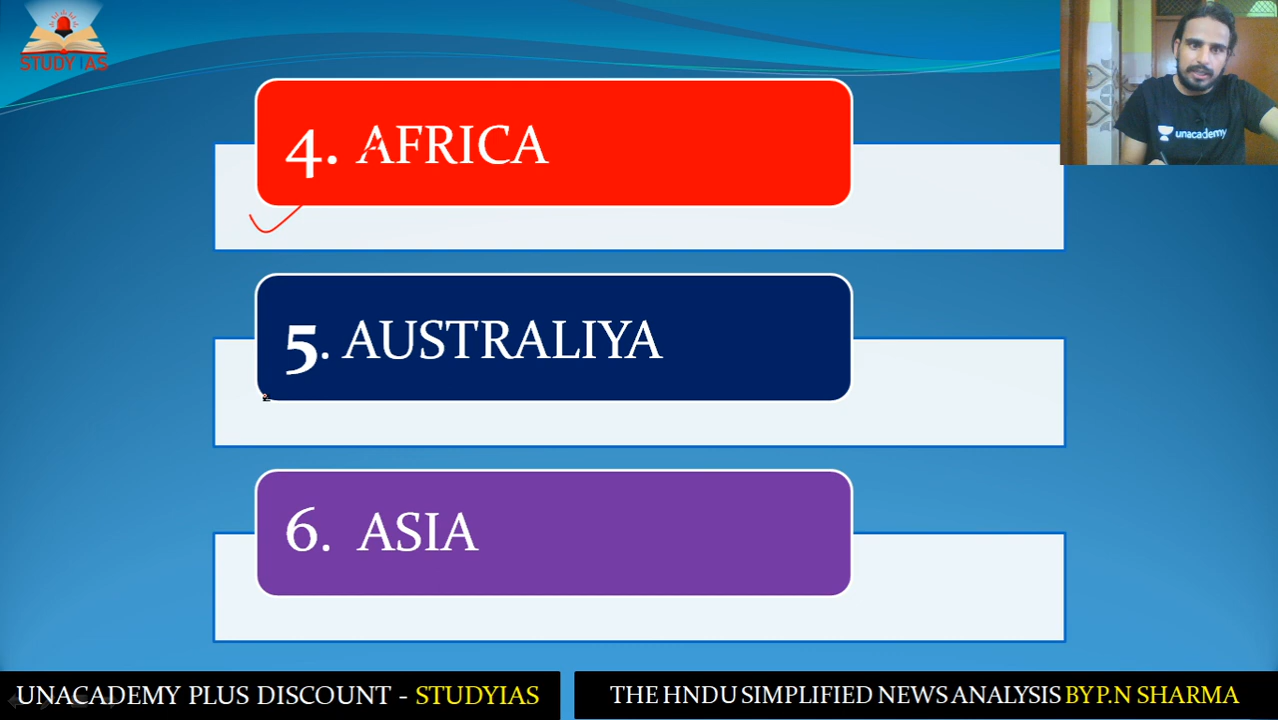 STUDY IAS
unacademy
4. AFRICA
5. AUSTRALIYA
6. ASIA
UNACADEMY PLUS DISCOUNT - STUDYIAS
THE HNDU SIMPLIFIED NEWS ANALYSIS BY P.N SHARMA